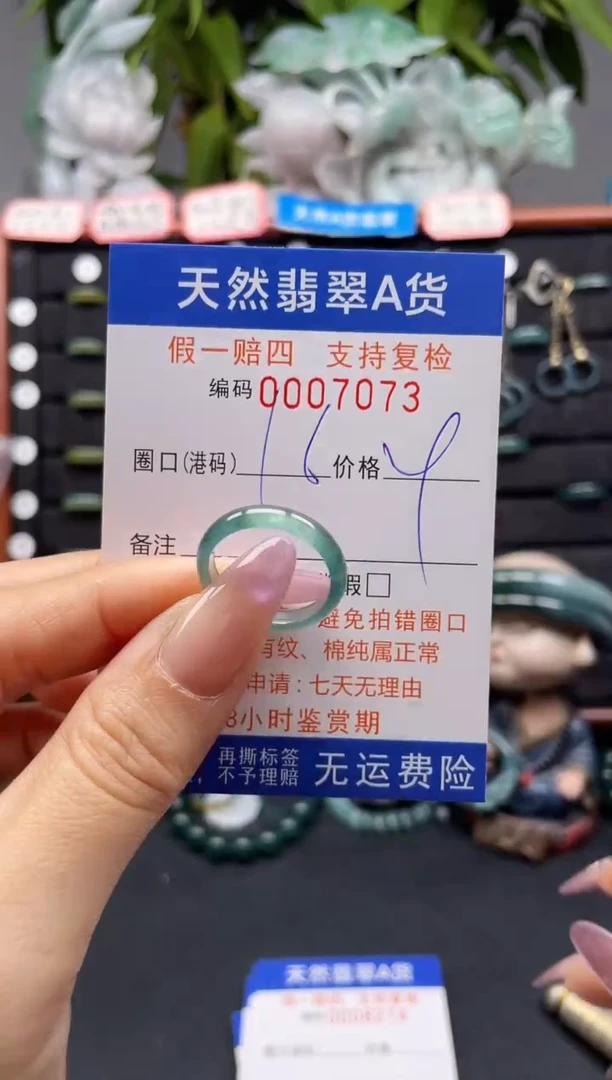 天然翡翠A货
假一赔四 支持复检
编码 0007073
圈口(港码) 16 价格
备注
假□
避免拍错圈口
有纹、棉纯属正常
申请:七天无理由
8小时鉴赏期
再撕标签
,不予理赔
无运费险
天然翡翠A货